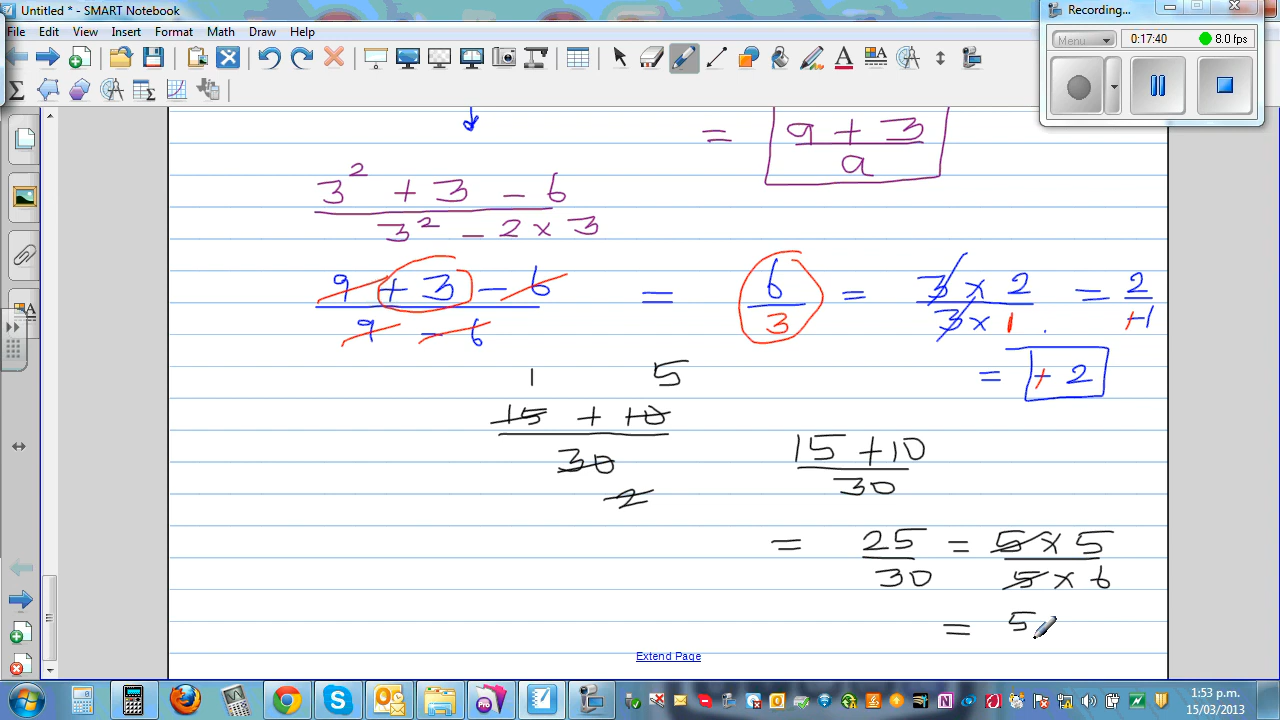 Untitled * - SMART Notebook
File Edit View Insert Format Math Draw Help
Recording...
Menu 0:17:40 8.0 fps
= a + 3
a
3² + 3 - 6
3² - 2 × 3
9 + 3 - 6 = 6 = 3 × 2 = 2
9 - 6 3 3 × 1 . +1
= + 2
1 5
15 + 10
30
2
15 + 10
30
= 25 = 5 × 5
30 5 × 6
= 5
Extend Page
1:53 p.m.
15/03/2013